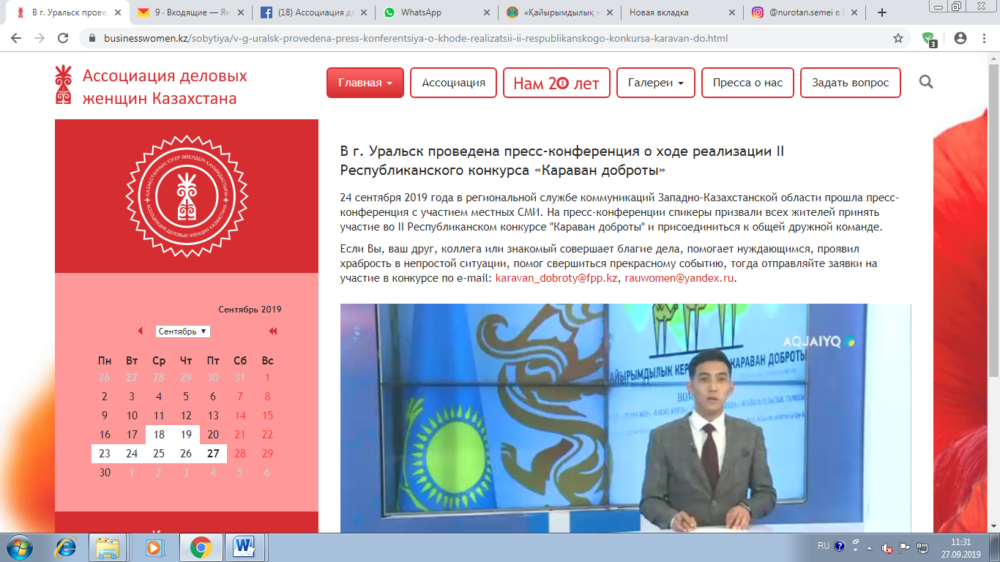 В г. Уральск прове
9 · Входящие — Ян
(18) Ассоциация де
WhatsApp
«Қайырымдылық к
Новая вкладка
@nurotan.semei в I
businesswomen.kz/sobytiya/v-g-uralsk-provedena-press-konferentsiya-o-khode-realizatsii-ii-respublikanskogo-konkursa-karavan-do.html
3
Ассоциация деловых
женщин Казахстана
Главная
Ассоциация
Нам 20 лет
Галереи
Пресса о нас
Задать вопрос
ҚАЗАҚСТАННЫҢ ІСКЕР ӘЙЕЛДЕРІ ҚАУЫМДАСТЫҒЫ
АССОЦИАЦИЯ ДЕЛОВЫХ ЖЕНЩИН КАЗАХСТАНА
Сентябрь 2019
Сентябрь
Пн Вт Ср Чт Пт Сб Вс
26 27 28 29 30 31 1
2 3 4 5 6 7 8
9 10 11 12 13 14 15
16 17 18 19 20 21 22
23 24 25 26 27 28 29
30 1 2 3 4 5 6
В г. Уральск проведена пресс-конференция о ходе реализации II
Республиканского конкурса «Караван доброты»
24 сентября 2019 года в региональной службе коммуникаций Западно-Казахстанской области прошла пресс-
конференция с участием местных СМИ. На пресс-конференции спикеры призвали всех жителей принять
участие во II Республиканском конкурсе "Караван доброты" и присоединиться к общей дружной команде.
Если Вы, ваш друг, коллега или знакомый совершает благие дела, помогает нуждающимся, проявил
храбрость в непростой ситуации, помог свершиться прекрасному событию, тогда отправляйте заявки на
участие в конкурсе по e-mail: karavan_dobroty@fpp.kz, rauwomen@yandex.ru.
AQJAIYQ
АЙЫРЫМДЫЛЫК КЕР КАРАВАН ДОБРОТЫ
НОМ
RU
11:31
27.09.2019